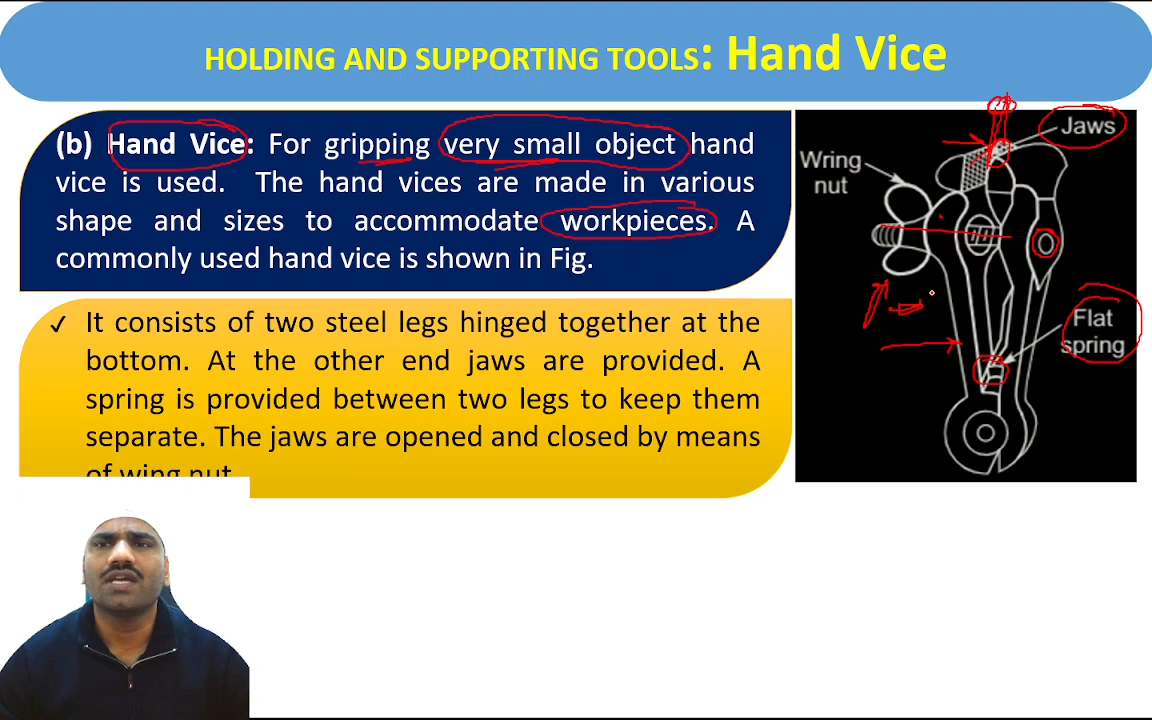 HOLDING AND SUPPORTING TOOLS: Hand Vice
(b) Hand Vice: For gripping very small object hand
vice is used. The hand vices are made in various
shape and sizes to accommodate workpieces. A
commonly used hand vice is shown in Fig.
✓ It consists of two steel legs hinged together at the
bottom. At the other end jaws are provided. A
spring is provided between two legs to keep them
separate. The jaws are opened and closed by means
of wing nut.
Jaws
Wring
nut
Flat
spring